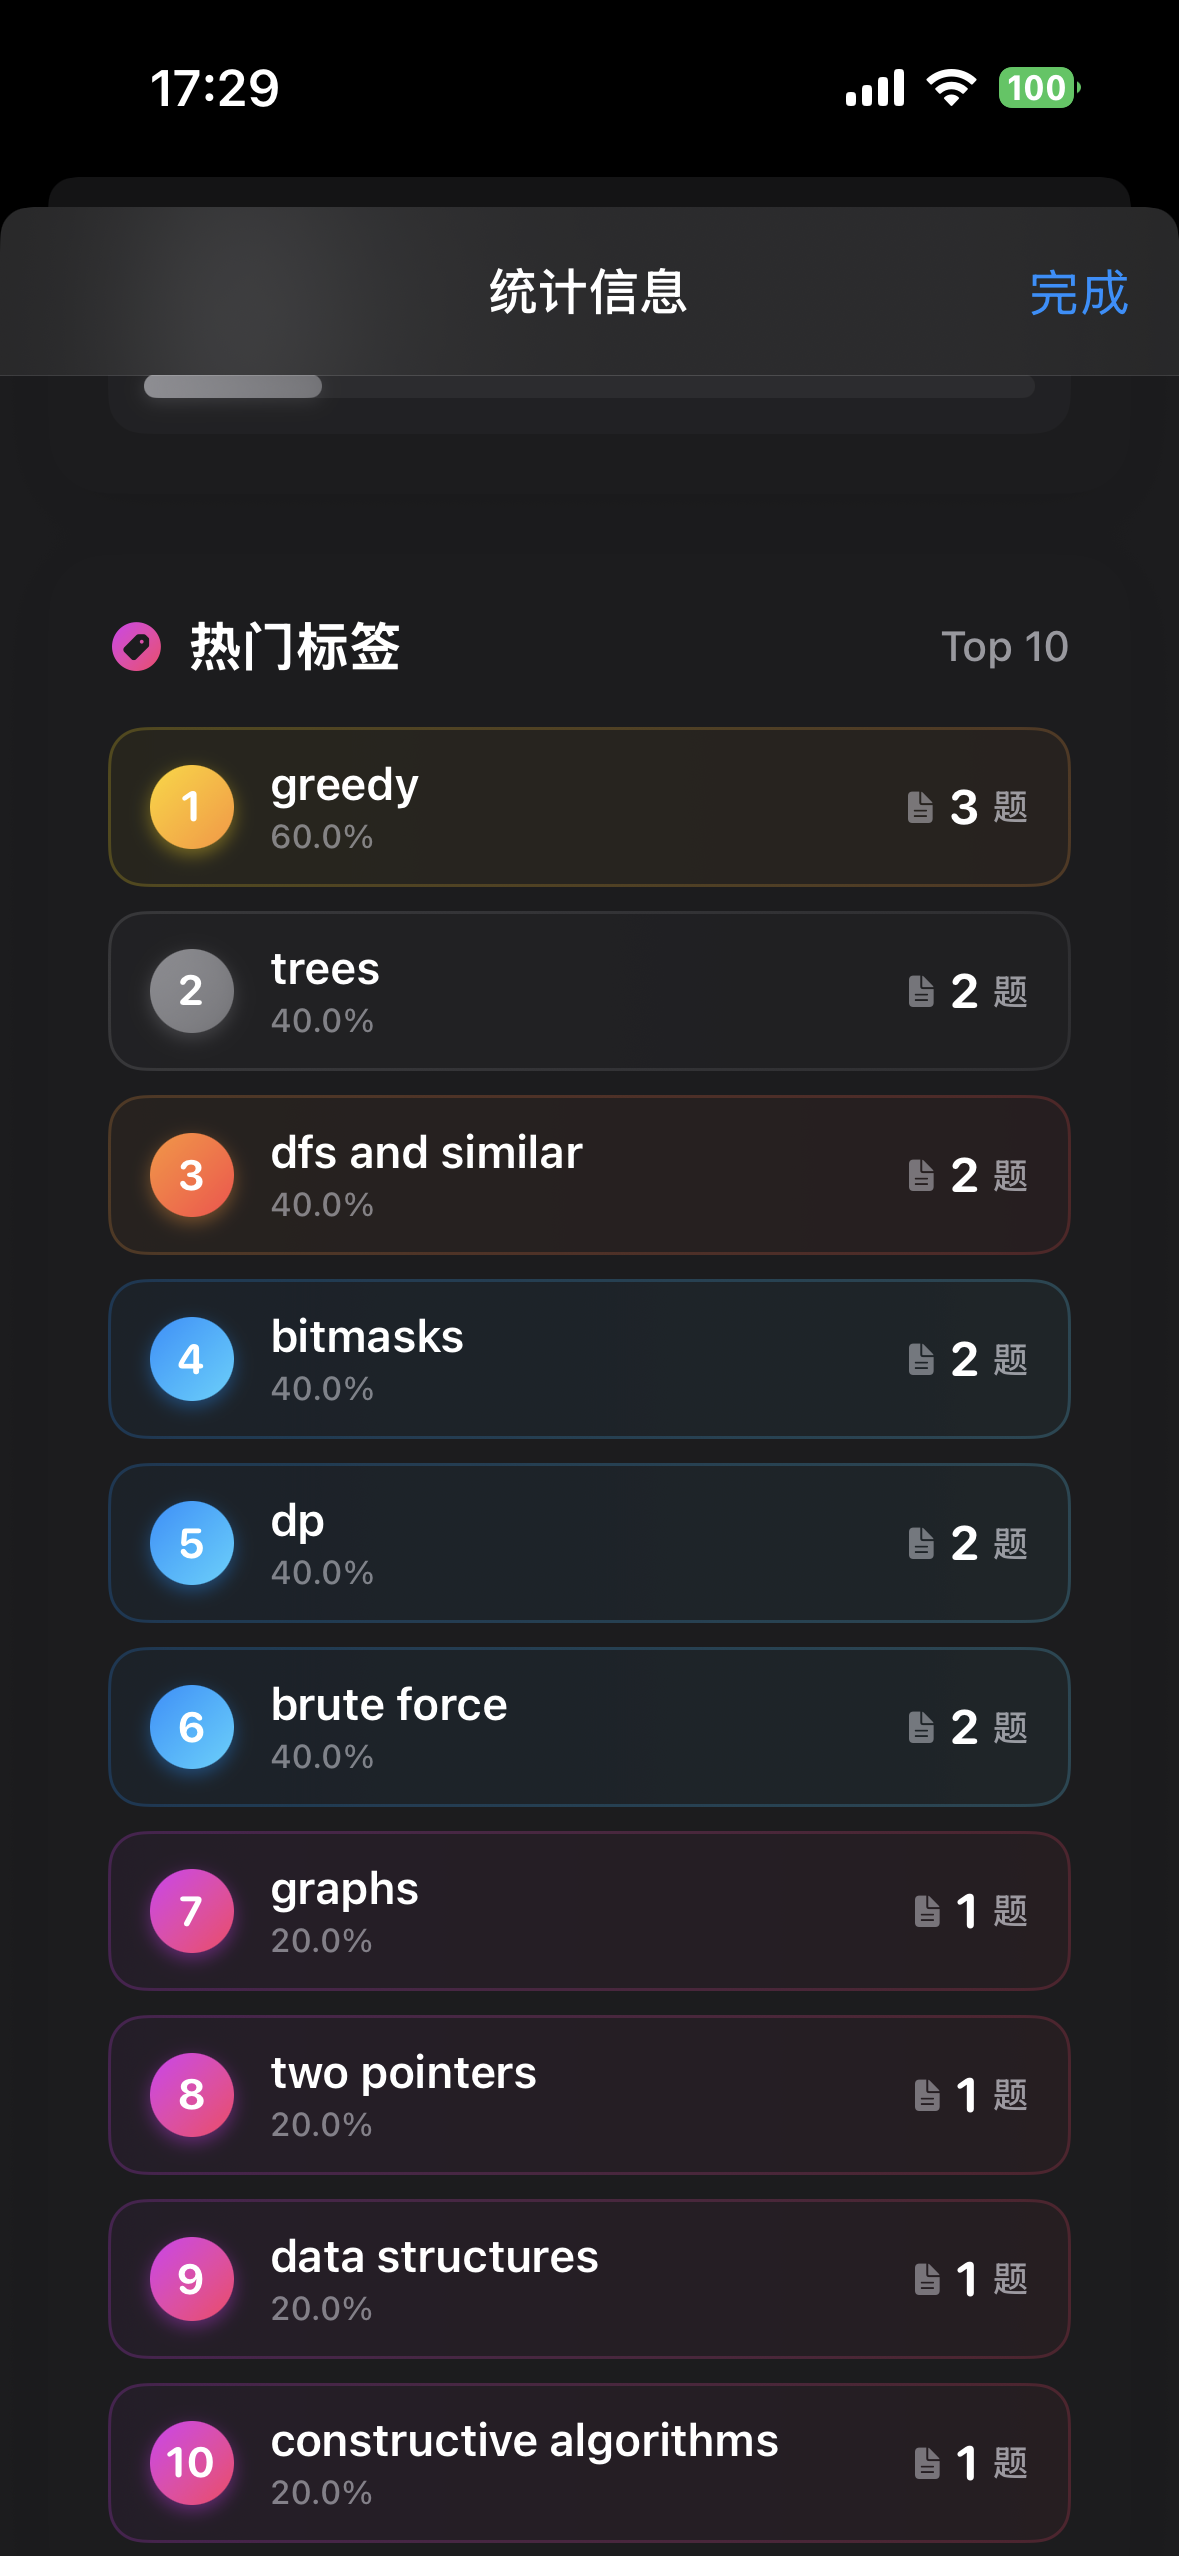 17:29
100
统计信息
完成
热门标签
Top 10
1
greedy
60.0%
3 题
2
trees
40.0%
2 题
3
dfs and similar
40.0%
2 题
4
bitmasks
40.0%
2 题
5
dp
40.0%
2 题
6
brute force
40.0%
2 题
7
graphs
20.0%
1 题
8
two pointers
20.0%
1 题
9
data structures
20.0%
1 题
10
constructive algorithms
20.0%
1 题